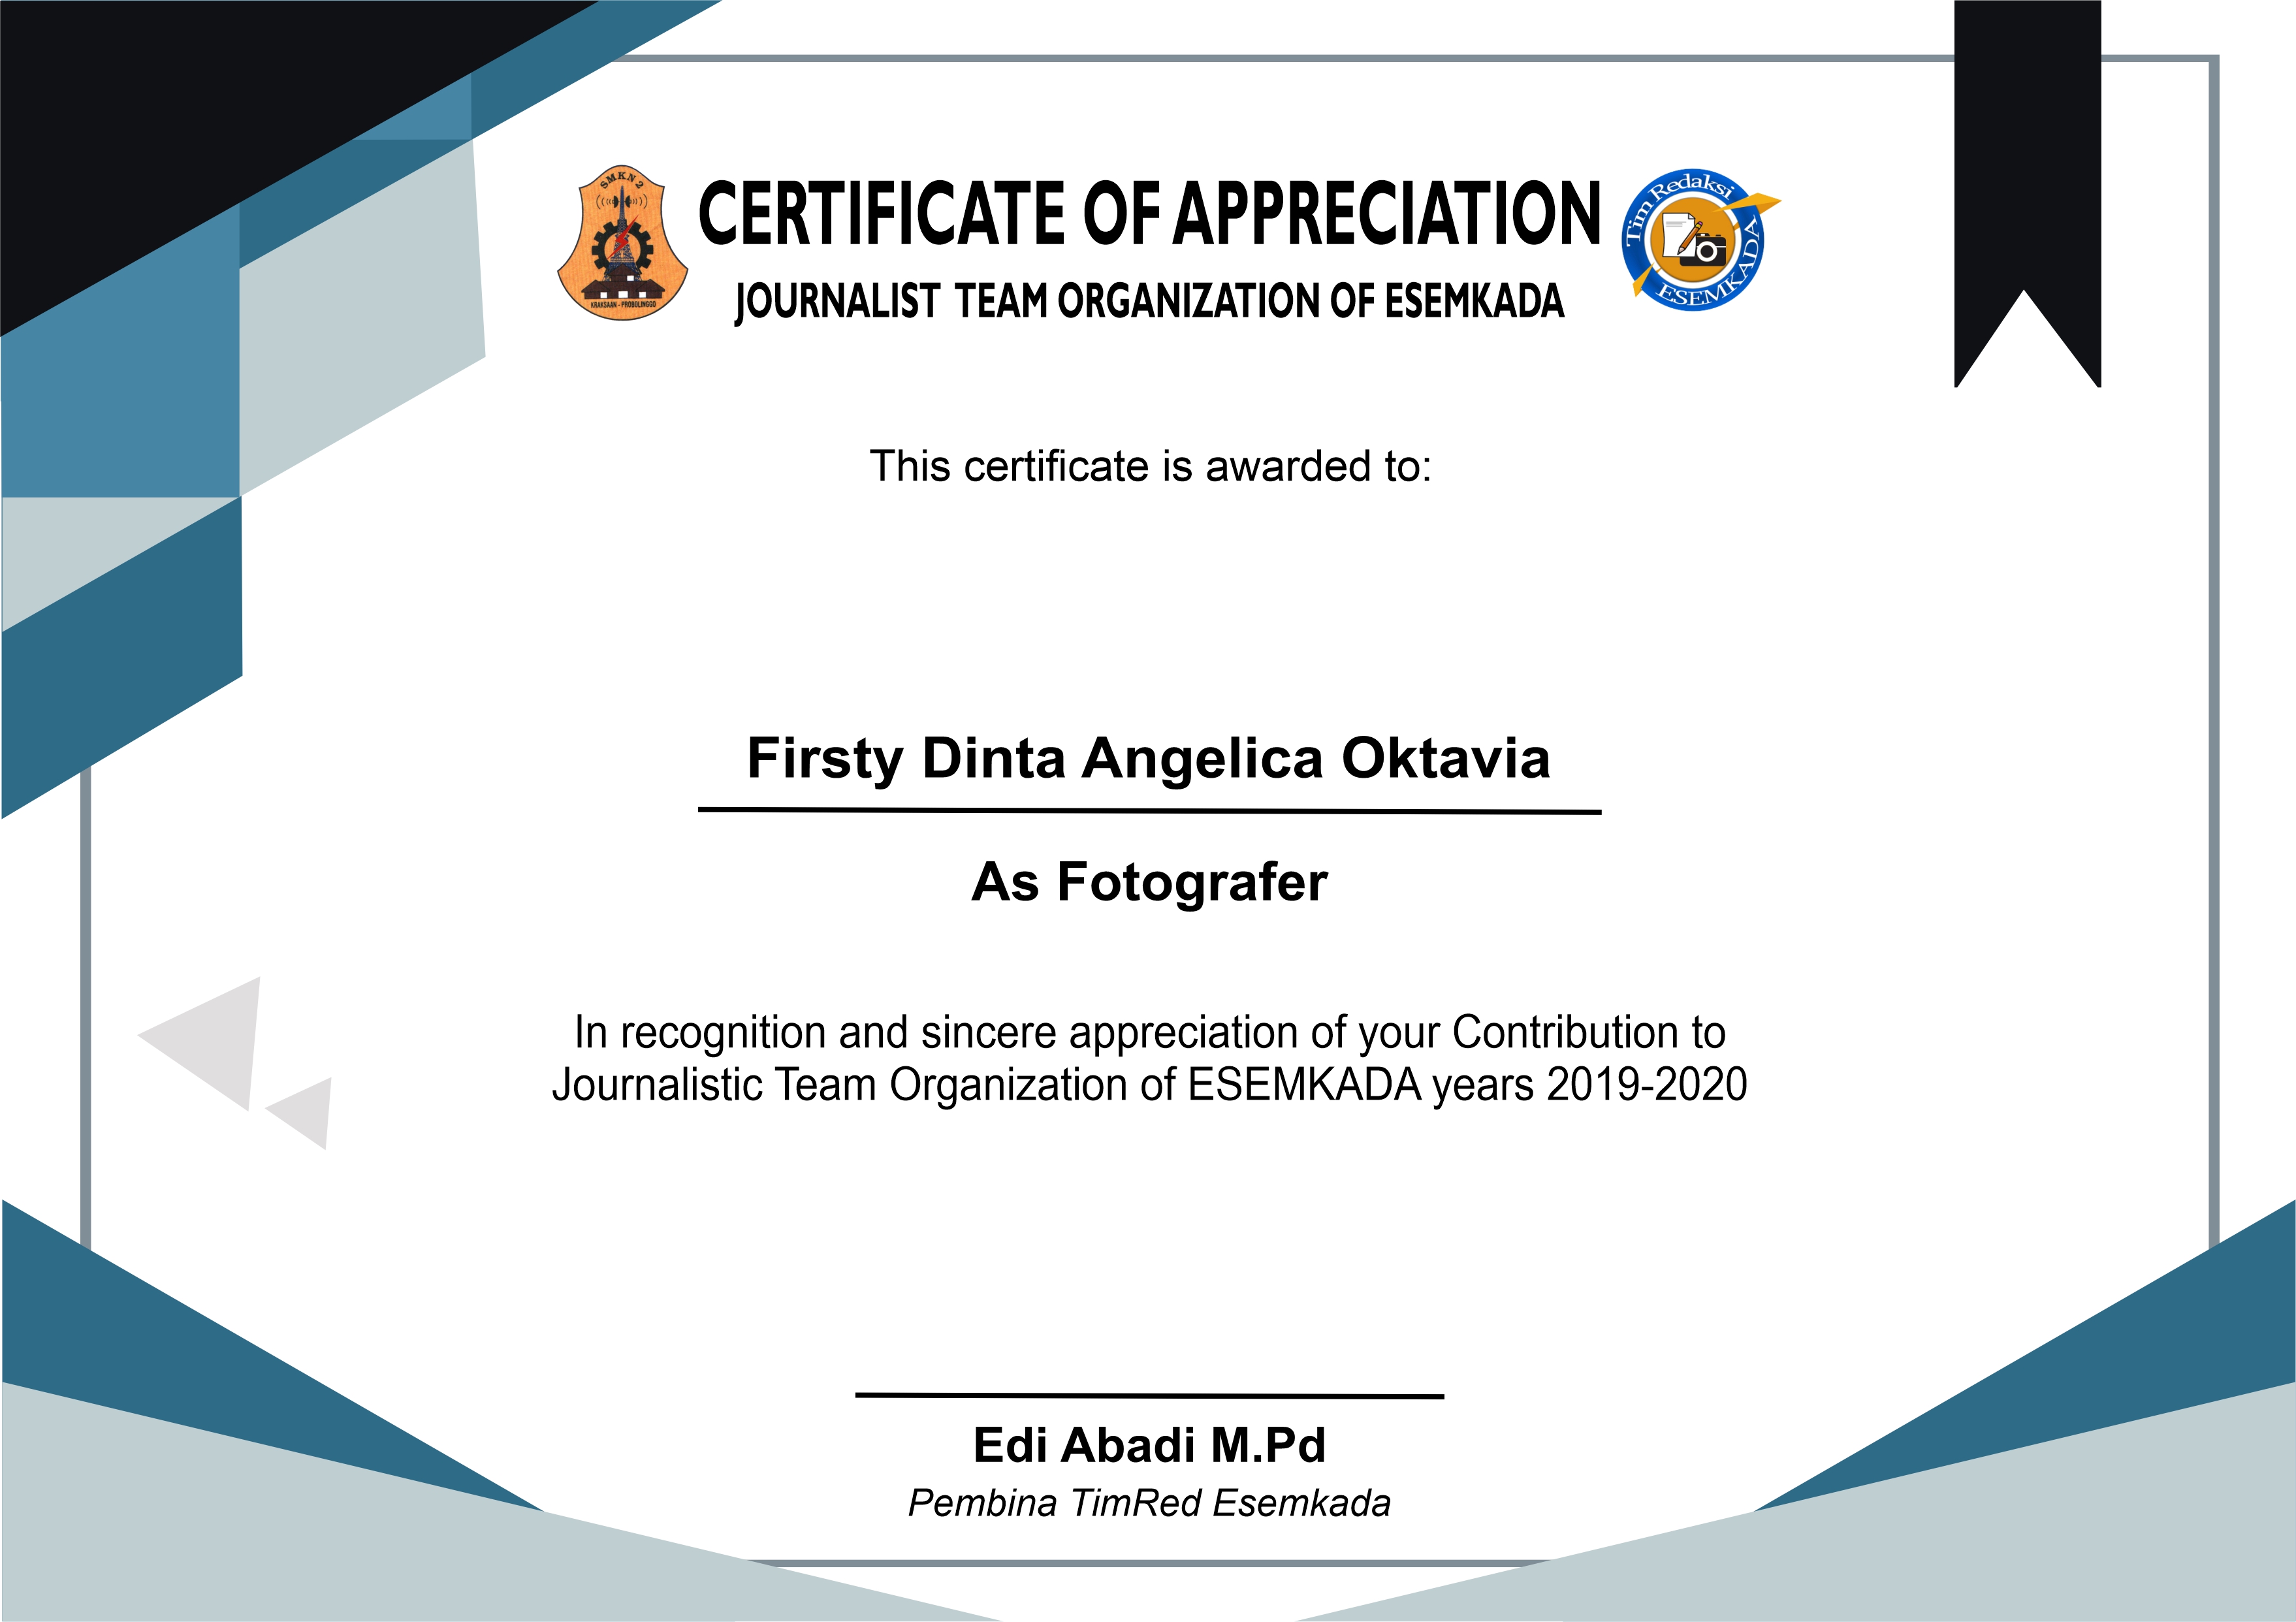 SMKN 2
KRAKSAAN - PROBOLINGGO
CERTIFICATE OF APPRECIATION
JOURNALIST TEAM ORGANIZATION OF ESEMKADA
Tim Redaksi
ESEMKADA
This certificate is awarded to:
Firsty Dinta Angelica Oktavia
As Fotografer
In recognition and sincere appreciation of your Contribution to
Journalistic Team Organization of ESEMKADA years 2019-2020
Edi Abadi M.Pd
Pembina TimRed Esemkada